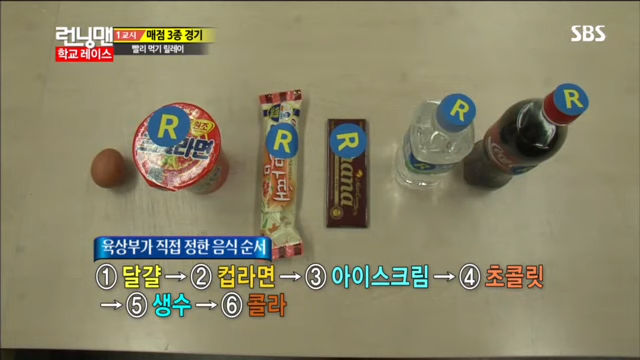 런닝맨
학교 레이스
1교시 매점 3종 경기
빨리 먹기 릴레이
SBS
R
R
R
ana
R
R
육상부가 직접 정한 음식 순서
① 달걀 → ② 컵라면 → ③ 아이스크림 → ④ 초콜릿
→ ⑤ 생수 → ⑥ 콜라